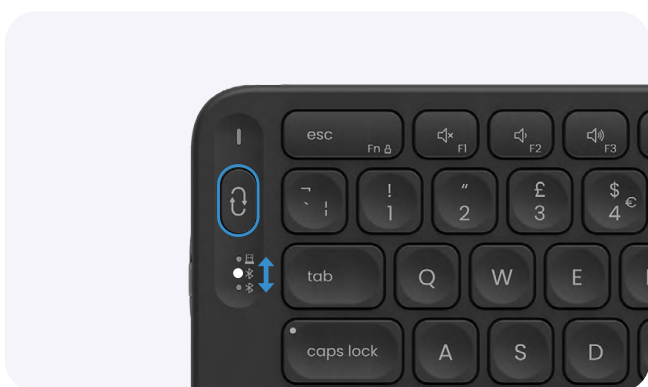 esc Fn F1 F2 F3
¬ ` ¦ ! 1 " 2 £ 3 $ 4 €
tab Q W E
caps lock A S D